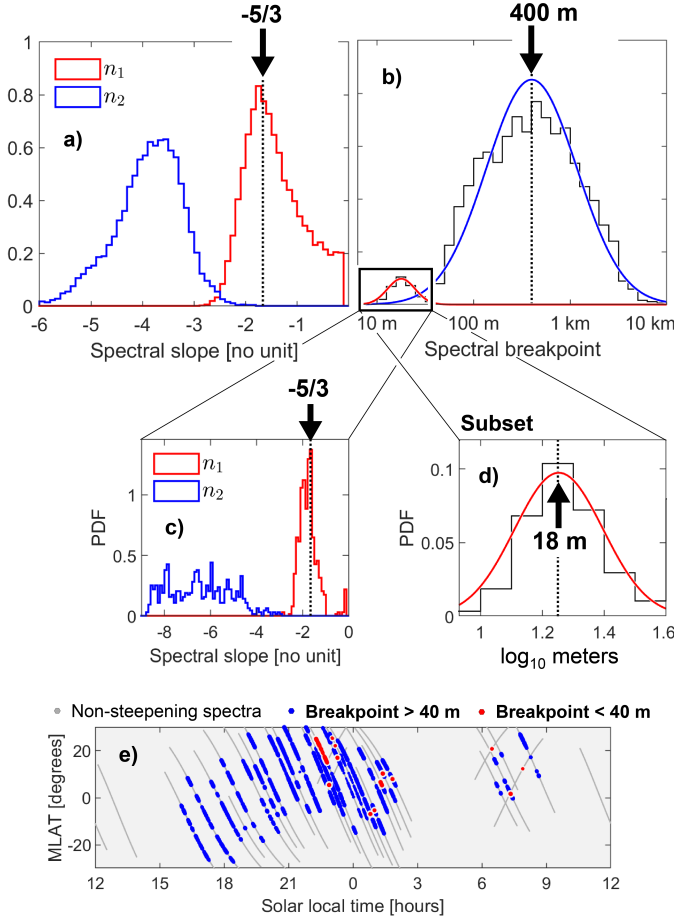 -5/3
400 m
1
0.8
0.6
0.4
0.2
0
n1
n2
a)
b)
-6 -5 -4 -3 -2 -1
Spectral slope [no unit]
10 m 100 m 1 km 10 km
Spectral breakpoint
-5/3
Subset
1
0.5
0
PDF
n1
n2
c)
-8 -6 -4 -2 0
Spectral slope [no unit]
0.1
0.05
0
PDF
d)
18 m
1 1.2 1.4 1.6
log10 meters
Non-steepening spectra Breakpoint > 40 m Breakpoint < 40 m
e)
20
0
-20
MLAT [degrees]
12 15 18 21 0 3 6 9 12
Solar local time [hours]